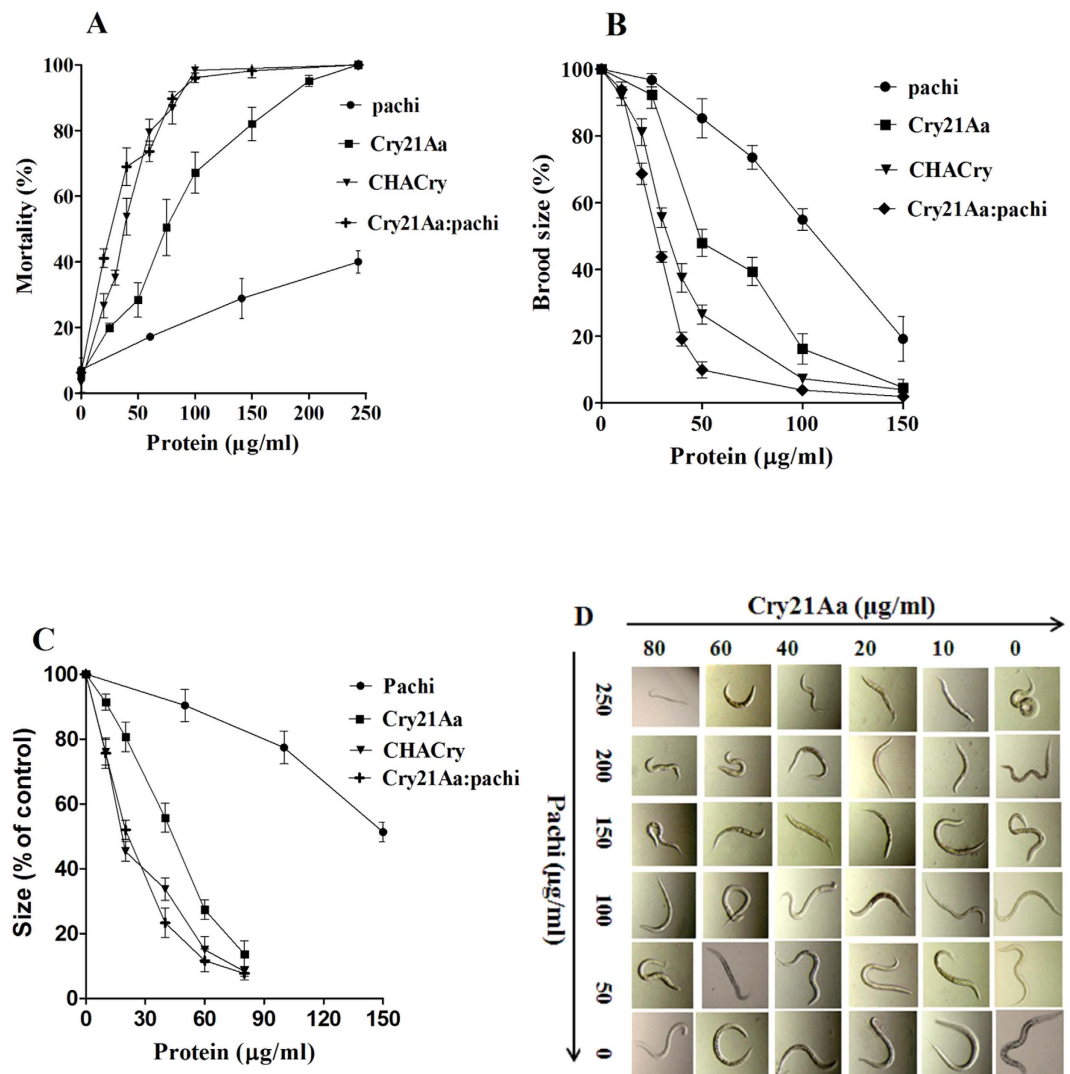 A
Mortality (%)
100
80
60
40
20
0
0 50 100 150 200 250
Protein (μg/ml)
pachi
Cry21Aa
CHACry
Cry21Aa:pachi
B
Brood size (%)
100
80
60
40
20
0
0 50 100 150
Protein (μg/ml)
pachi
Cry21Aa
CHACry
Cry21Aa:pachi
C
Size (% of control)
100
80
60
40
20
0
0 30 60 90 120 150
Protein (μg/ml)
Pachi
Cry21Aa
CHACry
Cry21Aa:pachi
D
Cry21Aa (μg/ml)
80 60 40 20 10 0
Pachi (μg/ml)
250
200
150
100
50
0